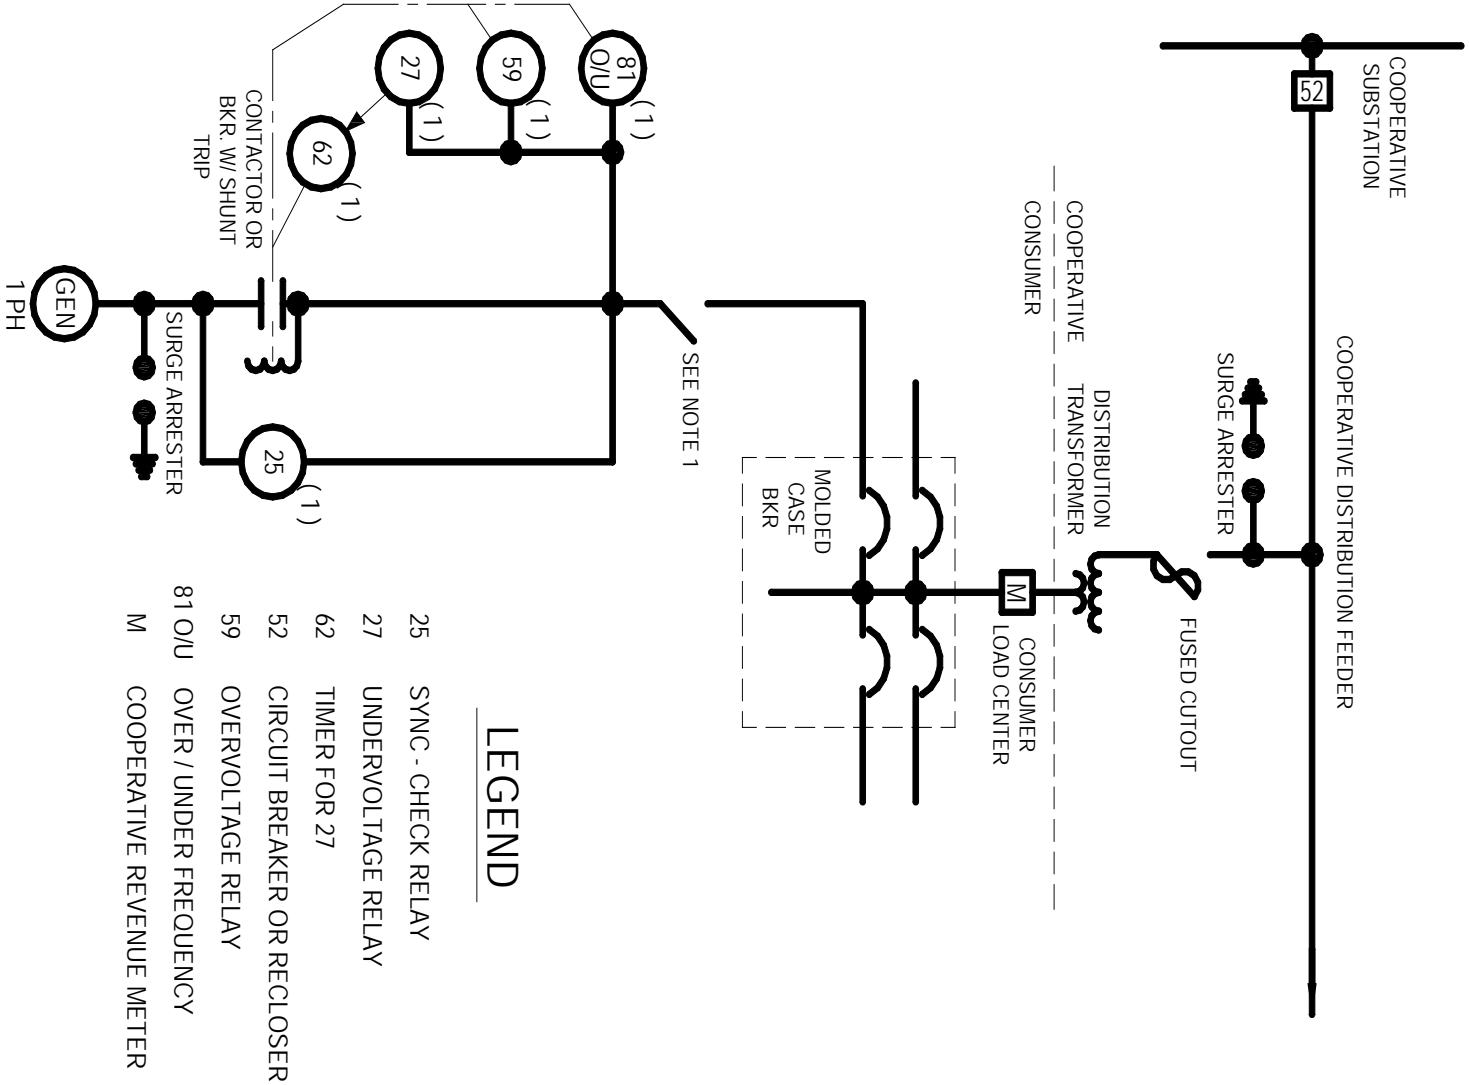 COOPERATIVE
SUBSTATION
52
COOPERATIVE DISTRIBUTION FEEDER
SURGE ARRESTER
FUSED CUTOUT
DISTRIBUTION
TRANSFORMER
COOPERATIVE
CONSUMER
M
CONSUMER
LOAD CENTER
MOLDED
CASE
BKR
SEE NOTE 1
81
O/U
(1)
59
(1)
27
(1)
62
(1)
CONTACTOR OR
BKR. W/ SHUNT
TRIP
25
(1)
SURGE ARRESTER
GEN
1 PH
LEGEND
25 SYNC - CHECK RELAY
27 UNDERVOLTAGE RELAY
62 TIMER FOR 27
52 CIRCUIT BREAKER OR RECLOSER
59 OVERVOLTAGE RELAY
81 O/U OVER / UNDER FREQUENCY
M COOPERATIVE REVENUE METER